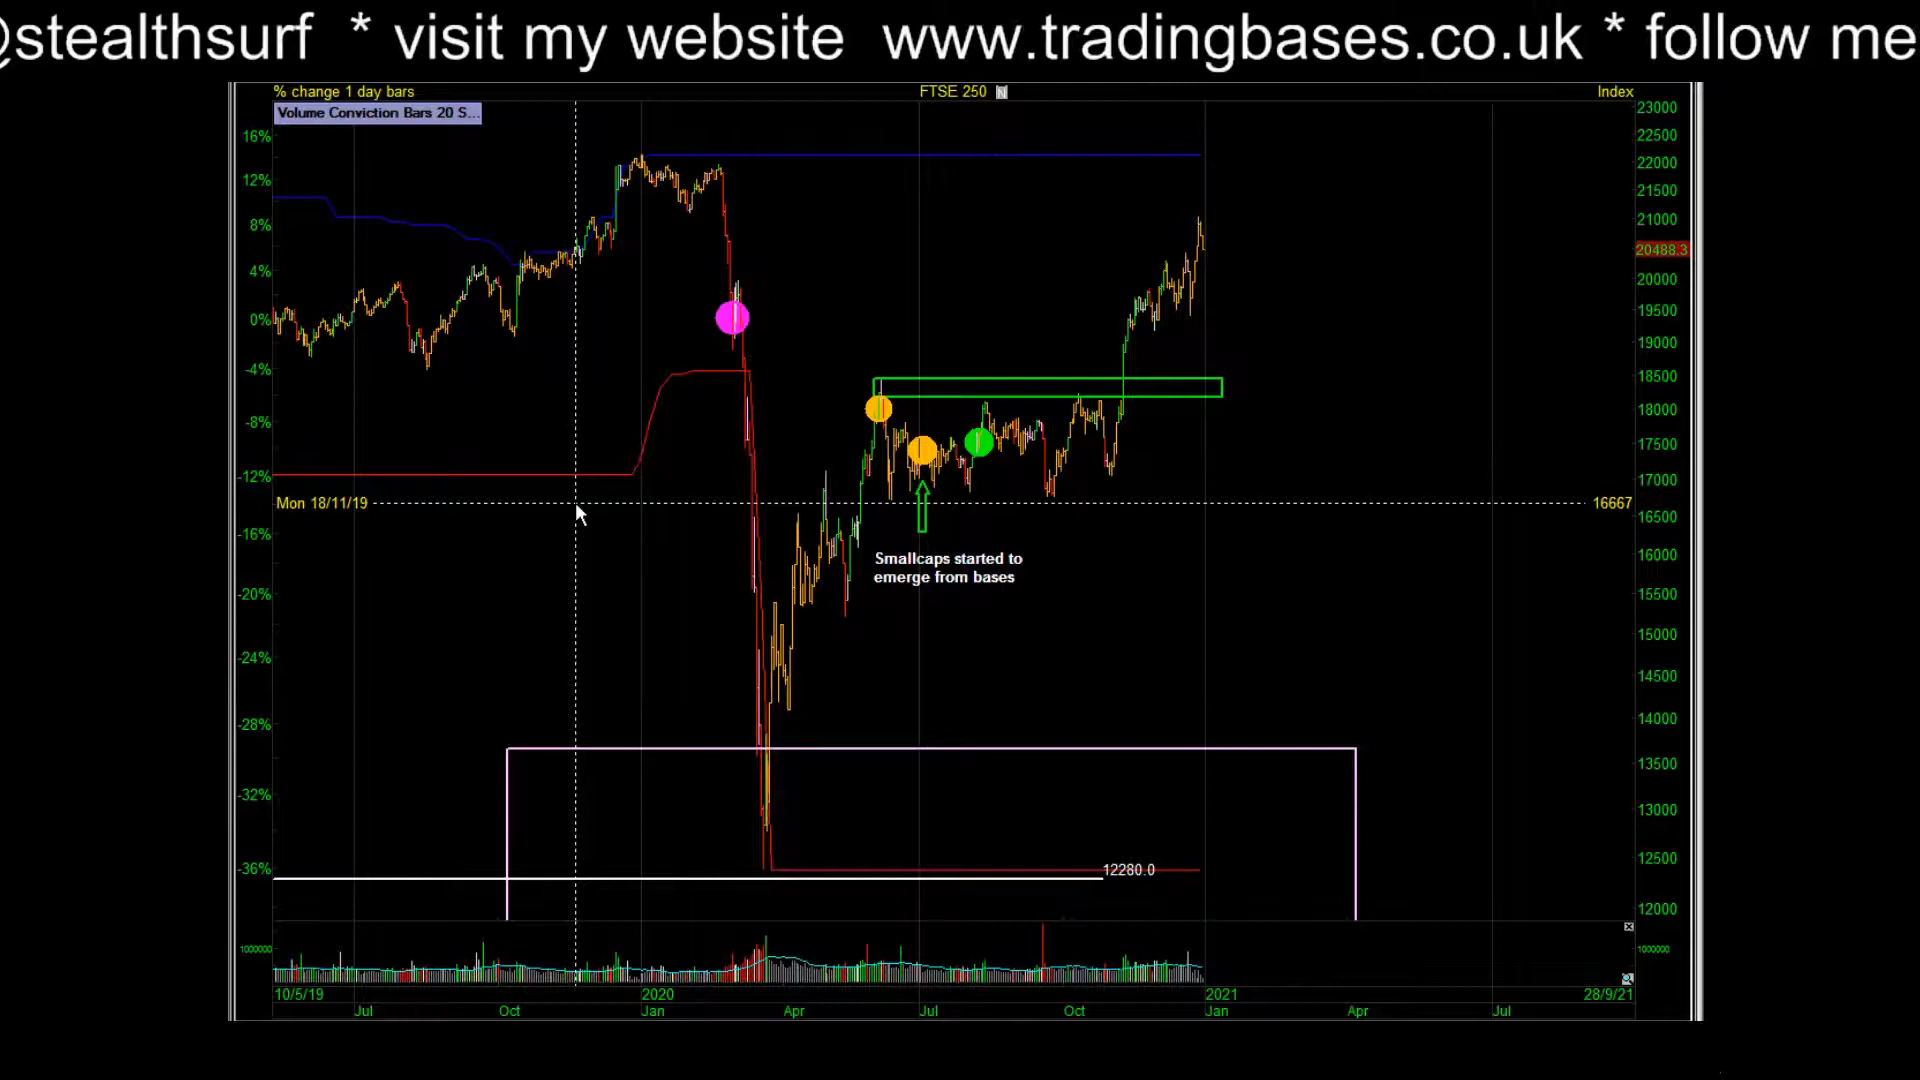 @stealthsurf * visit my website www.tradingbases.co.uk * follow me
% change 1 day bars
FTSE 250 N
Index
Volume Conviction Bars 20 S...
16%
12%
8%
4%
0%
-4%
-8%
-12%
-16%
-20%
-24%
-28%
-32%
-36%
23000
22500
22000
21500
21000
20488.3
20000
19500
19000
18500
18000
17500
17000
16500
16000
15500
15000
14500
14000
13500
13000
12500
12000
Mon 18/11/19
16667
Smallcaps started to
emerge from bases
12280.0
1000000
1000000
10/5/19
2020
2021
28/9/21
Jul
Oct
Jan
Apr
Jul
Oct
Jan
Apr
Jul